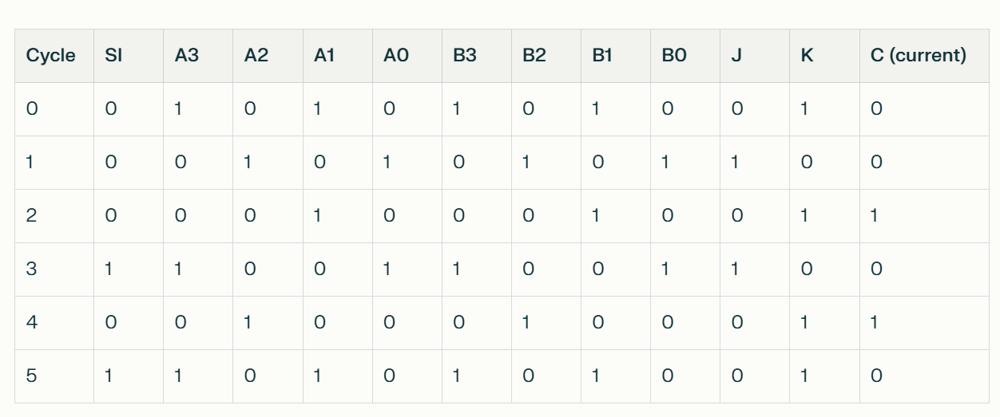 Cycle SI A3 A2 A1 A0 B3 B2 B1 B0 J K C (current)
0 0 1 0 1 0 1 0 1 0 0 1 0
1 0 0 1 0 1 0 1 0 1 1 0 0
2 0 0 0 1 0 0 0 1 0 0 1 1
3 1 1 0 0 1 1 0 0 1 1 0 0
4 0 0 1 0 0 0 1 0 0 0 1 1
5 1 1 0 1 0 1 0 1 0 0 1 0